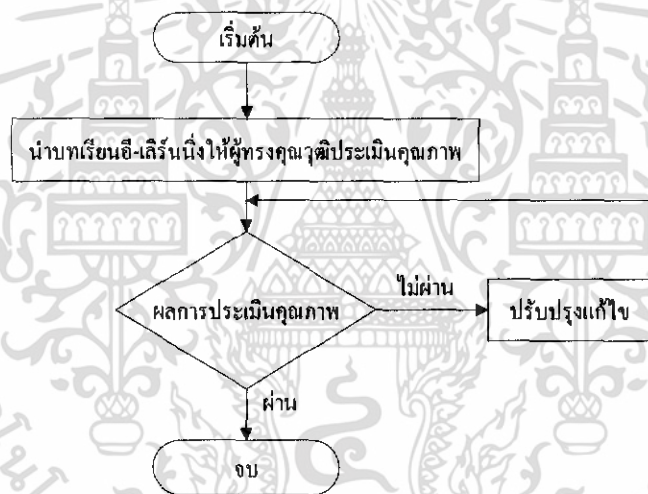 เริ่มต้น
นำบทเรียนอี-เลิร์นนิ่งให้ผู้ทรงคุณวุฒิประเมินคุณภาพ
ผลการประเมินคุณภาพ
ไม่ผ่าน
ปรับปรุงแก้ไข
ผ่าน
จบ